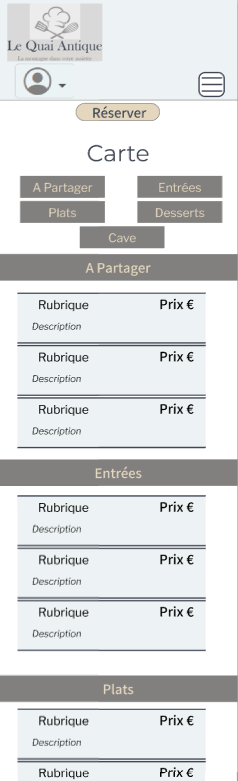 Le Quai Antique
La montagne dans votre assiette
Réserver
Carte
A Partager
Entrées
Plats
Desserts
Cave
A Partager
Rubrique Prix €
Description
Rubrique Prix €
Description
Rubrique Prix €
Description
Entrées
Rubrique Prix €
Description
Rubrique Prix €
Description
Rubrique Prix €
Description
Plats
Rubrique Prix €
Description
Rubrique Prix €